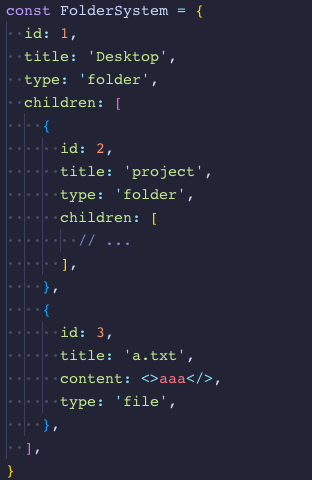 const FolderSystem = {
  id: 1,
  title: 'Desktop',
  type: 'folder',
  children: [
    {
      id: 2,
      title: 'project',
      type: 'folder',
      children: [
        // ...
      ],
    },
    {
      id: 3,
      title: 'a.txt',
      content: <>aaa</>,
      type: 'file',
    },
  ],
}